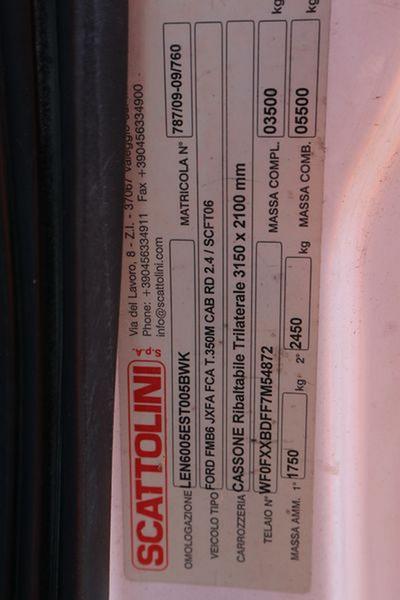 SCATTOLINI S.p.A.
Via del Lavoro, 8 - Z.I. - 37067 Valeggio
Phone: +390456334911 Fax +390456334900
info@scattolini.com
OMOLOGAZIONE LEN6005EST005BWK MATRICOLA N° 787/09-09/760
VEICOLO TIPO FORD FMB6 JXFA FCA T.350M CAB RD 2.4 / SCFT06
CARROZZERIA CASSONE Ribaltabile Trilaterale 3150 x 2100 mm
TELAIO N° WF0FXXBDFF7M54872 MASSA COMPL. 03500 kg
MASSA AMM. 1° 1750 kg 2° 2450 kg MASSA COMB. 05500 kg